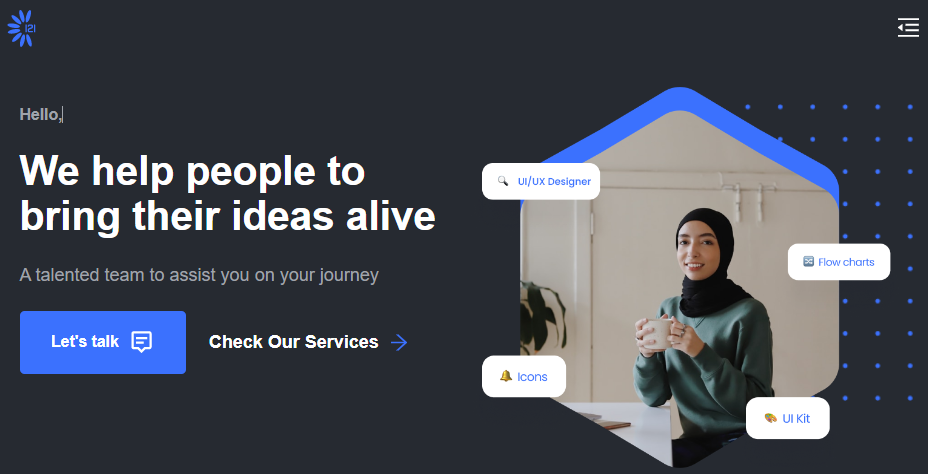 121
Hello,
We help people to
bring their ideas alive
A talented team to assist you on your journey
Let's talk
Check Our Services
UI/UX Designer
Flow charts
Icons
UI Kit